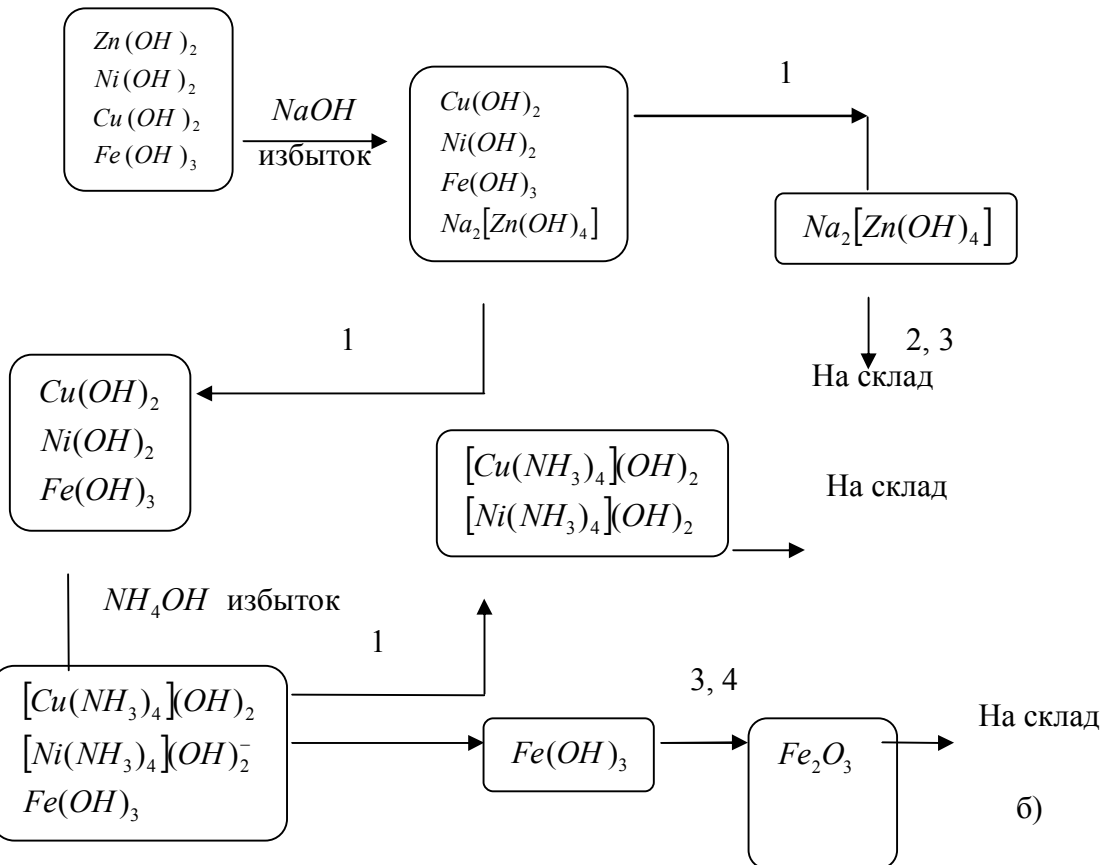 Zn(OH)₂
Ni(OH)₂
Cu(OH)₂
Fe(OH)₃
NaOH
избыток
Cu(OH)₂
Ni(OH)₂
Fe(OH)₃
Na₂[Zn(OH)₄]
1
Na₂[Zn(OH)₄]
2, 3
На склад
1
Cu(OH)₂
Ni(OH)₂
Fe(OH)₃
[Cu(NH₃)₄](OH)₂
[Ni(NH₃)₄](OH)₂
На склад
NH₄OH избыток
1
[Cu(NH₃)₄](OH)₂
[Ni(NH₃)₄](OH)₂⁻
Fe(OH)₃
Fe(OH)₃
3, 4
Fe₂O₃
На склад
б)